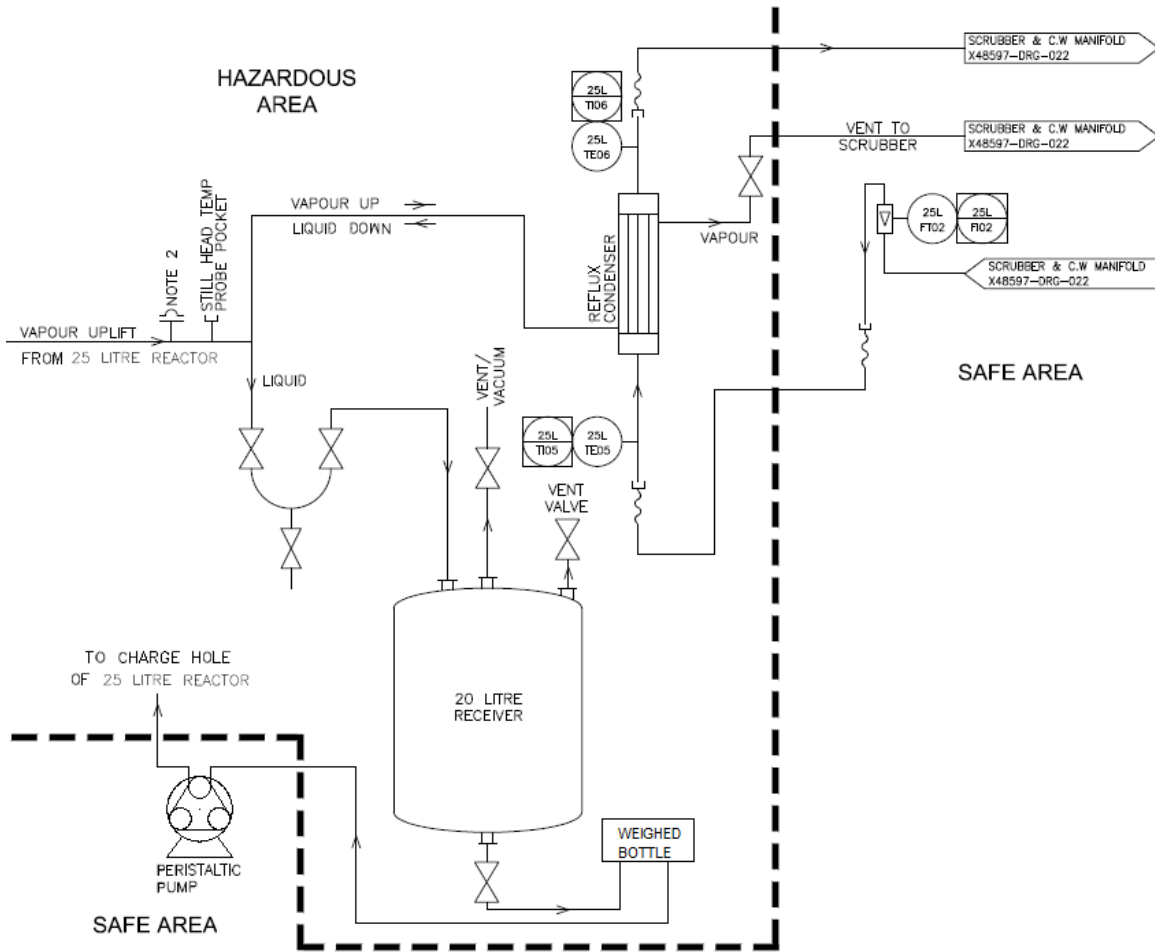 SCRUBBER & C.W MANIFOLD
X48597-DRG-022
HAZARDOUS
AREA
25L
TI06
25L
TE06
VENT TO
SCRUBBER
SCRUBBER & C.W MANIFOLD
X48597-DRG-022
NOTE 2
STILL HEAD TEMP
PROBE POCKET
VAPOUR UP
LIQUID DOWN
REFLUX
CONDENSER
VAPOUR
25L
FT02
25L
FI02
SCRUBBER & C.W MANIFOLD
X48597-DRG-022
VAPOUR UPLIFT
FROM 25 LITRE REACTOR
SAFE AREA
LIQUID
VENT/
VACUUM
25L
TI05
25L
TE05
VENT
VALVE
TO CHARGE HOLE
OF 25 LITRE REACTOR
20 LITRE
RECEIVER
WEIGHED
BOTTLE
PERISTALTIC
PUMP
SAFE AREA